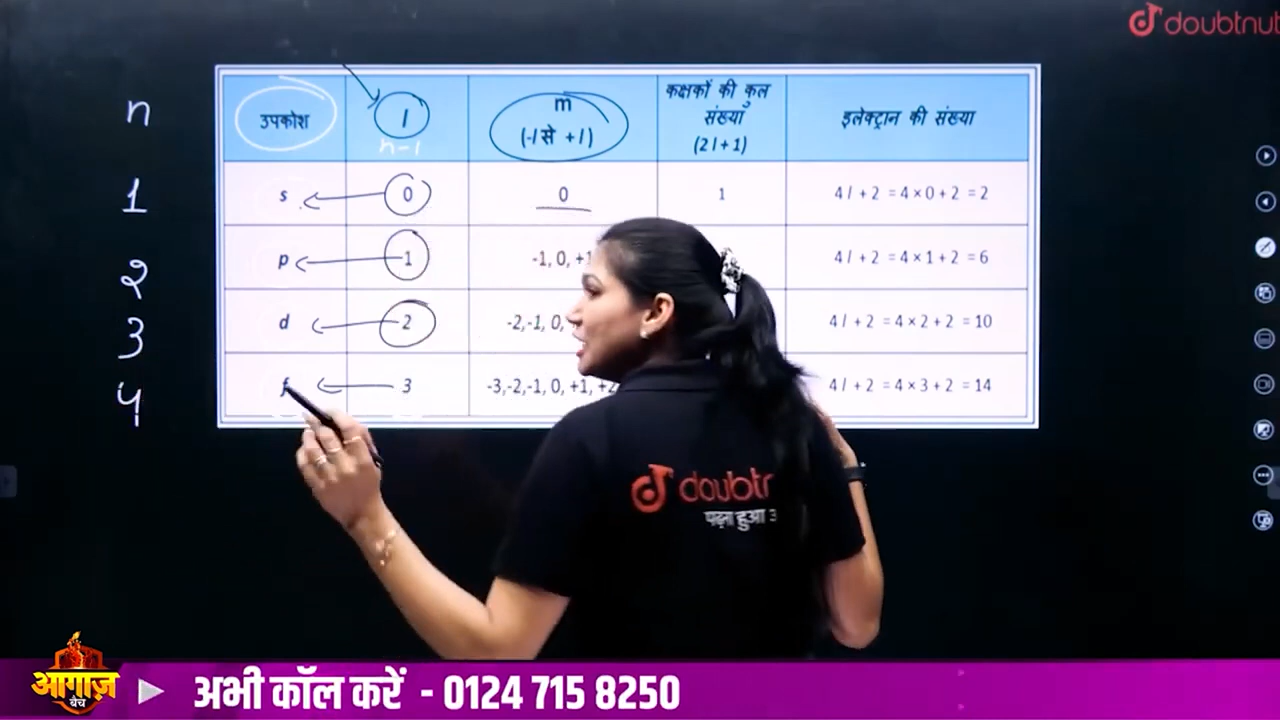 doubtnut
n
उपकोश
l
n-1
m
(-l से +l)
कक्षकों की कुल
संख्या
(2l+1)
इलेक्ट्रान की संख्या
1
s
0
0
1
4l+2 = 4×0+2 = 2
2
p
1
-1, 0, +1
4l+2 = 4×1+2 = 6
3
d
2
-2,-1, 0,
4l+2 = 4×2+2 = 10
4
f
3
-3,-2,-1, 0, +1, +2
4l+2 = 4×3+2 = 14
doubtn
पढ़ना हुआ
आगाज़
बैच
अभी कॉल करें - 0124 715 8250